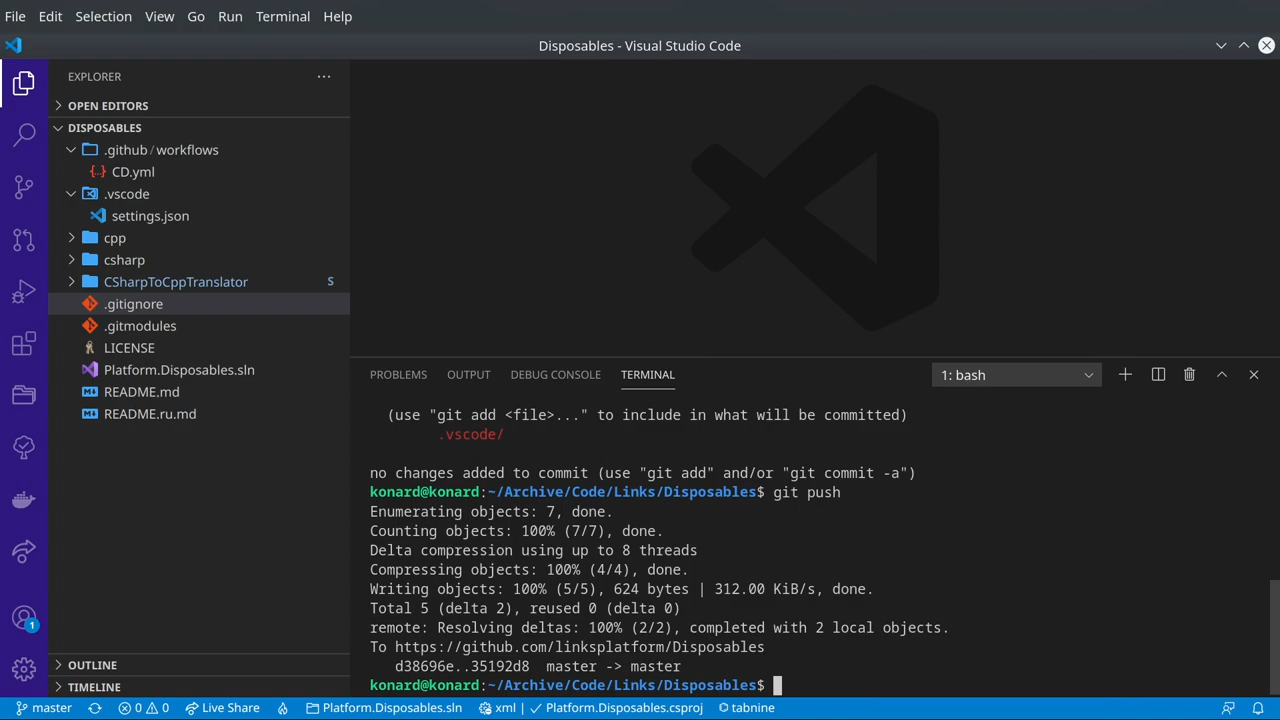 File Edit Selection View Go Run Terminal Help
Disposables - Visual Studio Code
EXPLORER
OPEN EDITORS
DISPOSABLES
.github / workflows
CD.yml
.vscode
settings.json
cpp
csharp
CSharpToCppTranslator S
.gitignore
.gitmodules
LICENSE
Platform.Disposables.sln
README.md
README.ru.md
OUTLINE
TIMELINE
PROBLEMS OUTPUT DEBUG CONSOLE TERMINAL 1: bash
(use "git add <file>..." to include in what will be committed)
.vscode/
no changes added to commit (use "git add" and/or "git commit -a")
konard@konard:~/Archive/Code/Links/Disposables$ git push
Enumerating objects: 7, done.
Counting objects: 100% (7/7), done.
Delta compression using up to 8 threads
Compressing objects: 100% (4/4), done.
Writing objects: 100% (5/5), 624 bytes | 312.00 KiB/s, done.
Total 5 (delta 2), reused 0 (delta 0)
remote: Resolving deltas: 100% (2/2), completed with 2 local objects.
To https://github.com/linksplatform/Disposables
d38696e..35192d8 master -> master
konard@konard:~/Archive/Code/Links/Disposables$
1
master 0 0 Live Share Platform.Disposables.sln xml | Platform.Disposables.csproj tabnine